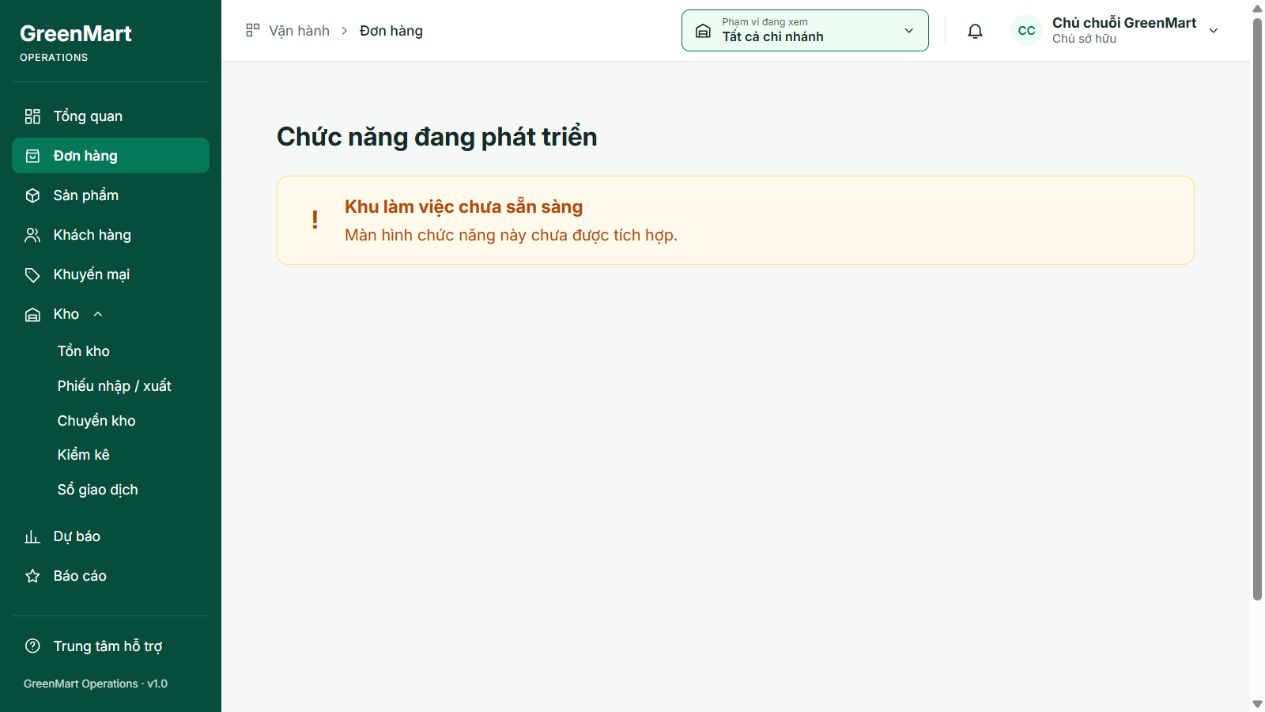 GreenMart
OPERATIONS
Tổng quan
Đơn hàng
Sản phẩm
Khách hàng
Khuyến mại
Kho
Tồn kho
Phiếu nhập / xuất
Chuyển kho
Kiểm kê
Sổ giao dịch
Dự báo
Báo cáo
Trung tâm hỗ trợ
GreenMart Operations · v1.0
Vận hành > Đơn hàng
Phạm vi đang xem
Tất cả chi nhánh
CC
Chủ chuỗi GreenMart
Chủ sở hữu
Chức năng đang phát triển
! Khu làm việc chưa sẵn sàng
Màn hình chức năng này chưa được tích hợp.